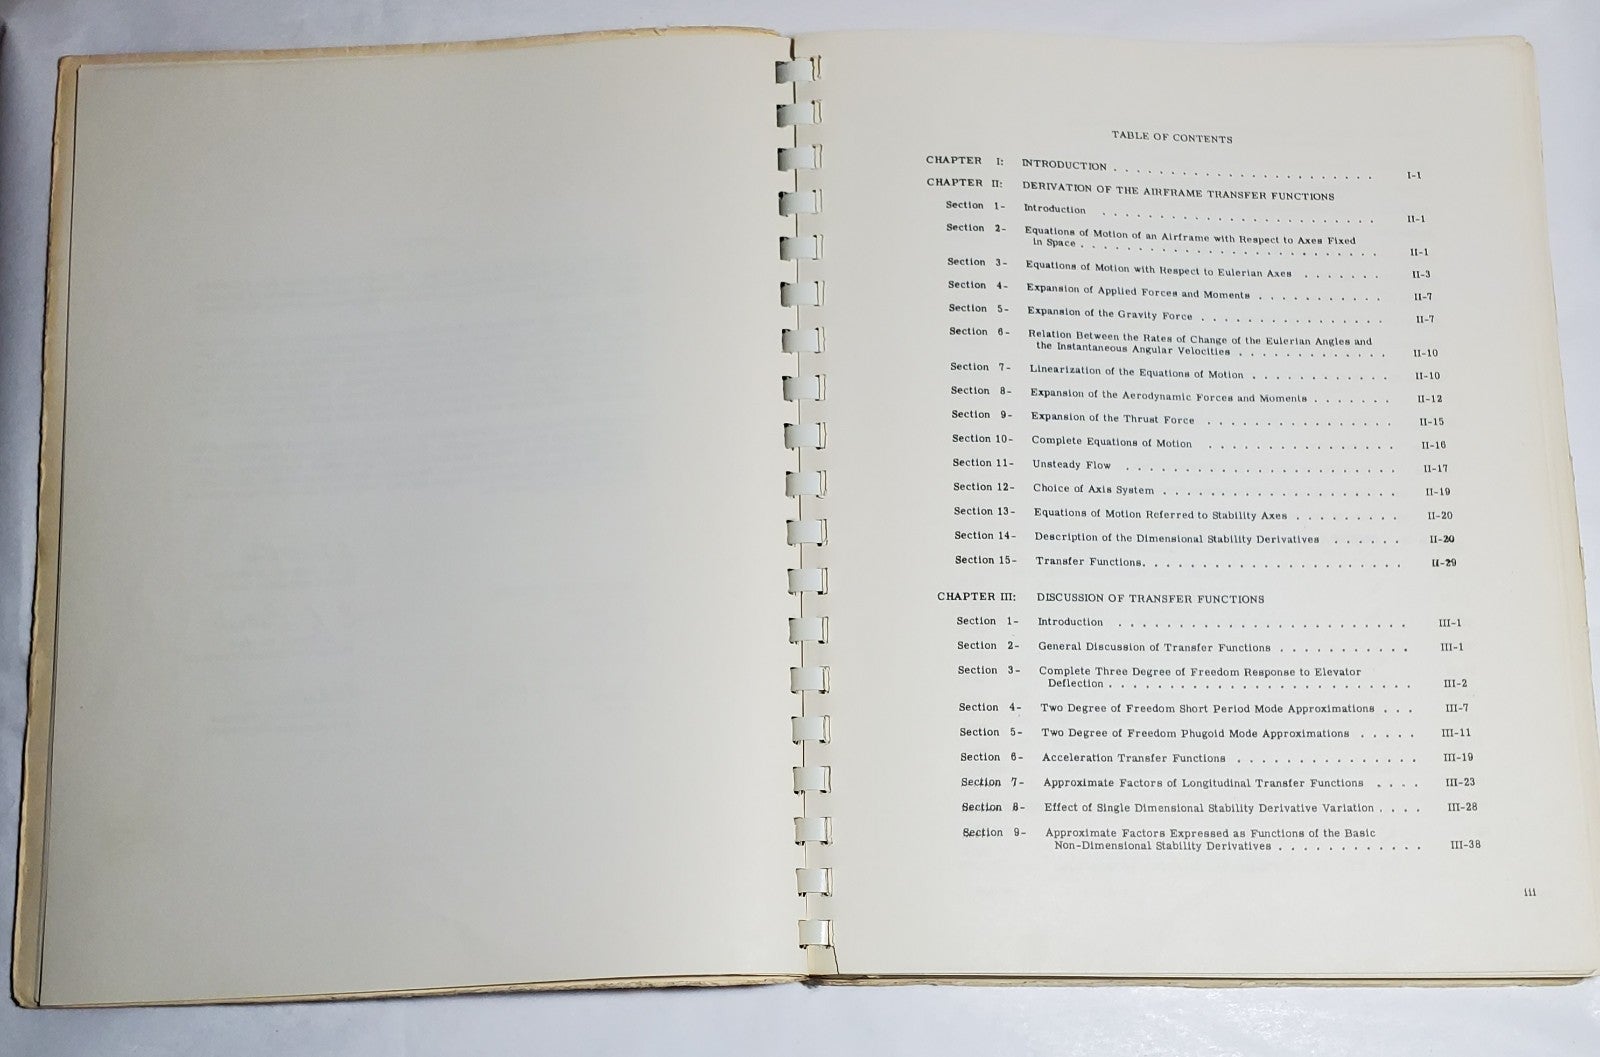 TABLE OF CONTENTS
CHAPTER I: INTRODUCTION . . . . . . . . . . . . . . . . . . . . . . . I-1
CHAPTER II: DERIVATION OF THE AIRFRAME TRANSFER FUNCTIONS
Section 1- Introduction . . . . . . . . . . . . . . . . . . . . . . . . II-1
Section 2- Equations of Motion of an Airframe with Respect to Axes Fixed
in Space . . . . . . . . . . . . . . . . . . . . . . . . . . II-1
Section 3- Equations of Motion with Respect to Eulerian Axes . . . . . . . II-3
Section 4- Expansion of Applied Forces and Moments . . . . . . . . . . . II-7
Section 5- Expansion of the Gravity Force . . . . . . . . . . . . . . . . II-7
Section 6- Relation Between the Rates of Change of the Eulerian Angles and
the Instantaneous Angular Velocities . . . . . . . . . . . . . II-10
Section 7- Linearization of the Equations of Motion . . . . . . . . . . . . II-10
Section 8- Expansion of the Aerodynamic Forces and Moments . . . . . . . II-12
Section 9- Expansion of the Thrust Force . . . . . . . . . . . . . . . . II-15
Section 10- Complete Equations of Motion . . . . . . . . . . . . . . . . II-16
Section 11- Unsteady Flow . . . . . . . . . . . . . . . . . . . . . . . . II-17
Section 12- Choice of Axis System . . . . . . . . . . . . . . . . . . . . . II-19
Section 13- Equations of Motion Referred to Stability Axes . . . . . . . . . II-20
Section 14- Description of the Dimensional Stability Derivatives . . . . . . II-20
Section 15- Transfer Functions. . . . . . . . . . . . . . . . . . . . . . . II-29
CHAPTER III: DISCUSSION OF TRANSFER FUNCTIONS
Section 1- Introduction . . . . . . . . . . . . . . . . . . . . . . . . III-1
Section 2- General Discussion of Transfer Functions . . . . . . . . . . . III-1
Section 3- Complete Three Degree of Freedom Response to Elevator
Deflection . . . . . . . . . . . . . . . . . . . . . . . . . III-2
Section 4- Two Degree of Freedom Short Period Mode Approximations . . . III-7
Section 5- Two Degree of Freedom Phugoid Mode Approximations . . . . . III-11
Section 6- Acceleration Transfer Functions . . . . . . . . . . . . . . . III-19
Section 7- Approximate Factors of Longitudinal Transfer Functions . . . . III-23
Section 8- Effect of Single Dimensional Stability Derivative Variation . . . . III-28
Section 9- Approximate Factors Expressed as Functions of the Basic
Non-Dimensional Stability Derivatives . . . . . . . . . . . . III-38
iii